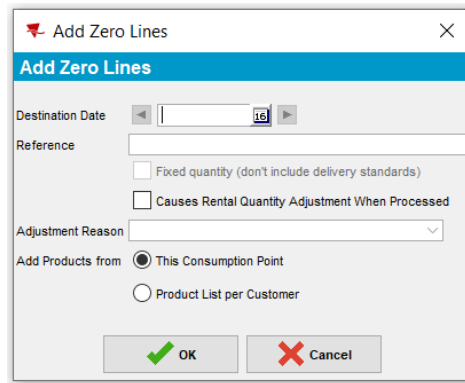 Add Zero Lines
Add Zero Lines
Destination Date
16
Reference
Fixed quantity (don't include delivery standards)
Causes Rental Quantity Adjustment When Processed
Adjustment Reason
Add Products from
This Consumption Point
Product List per Customer
OK
Cancel